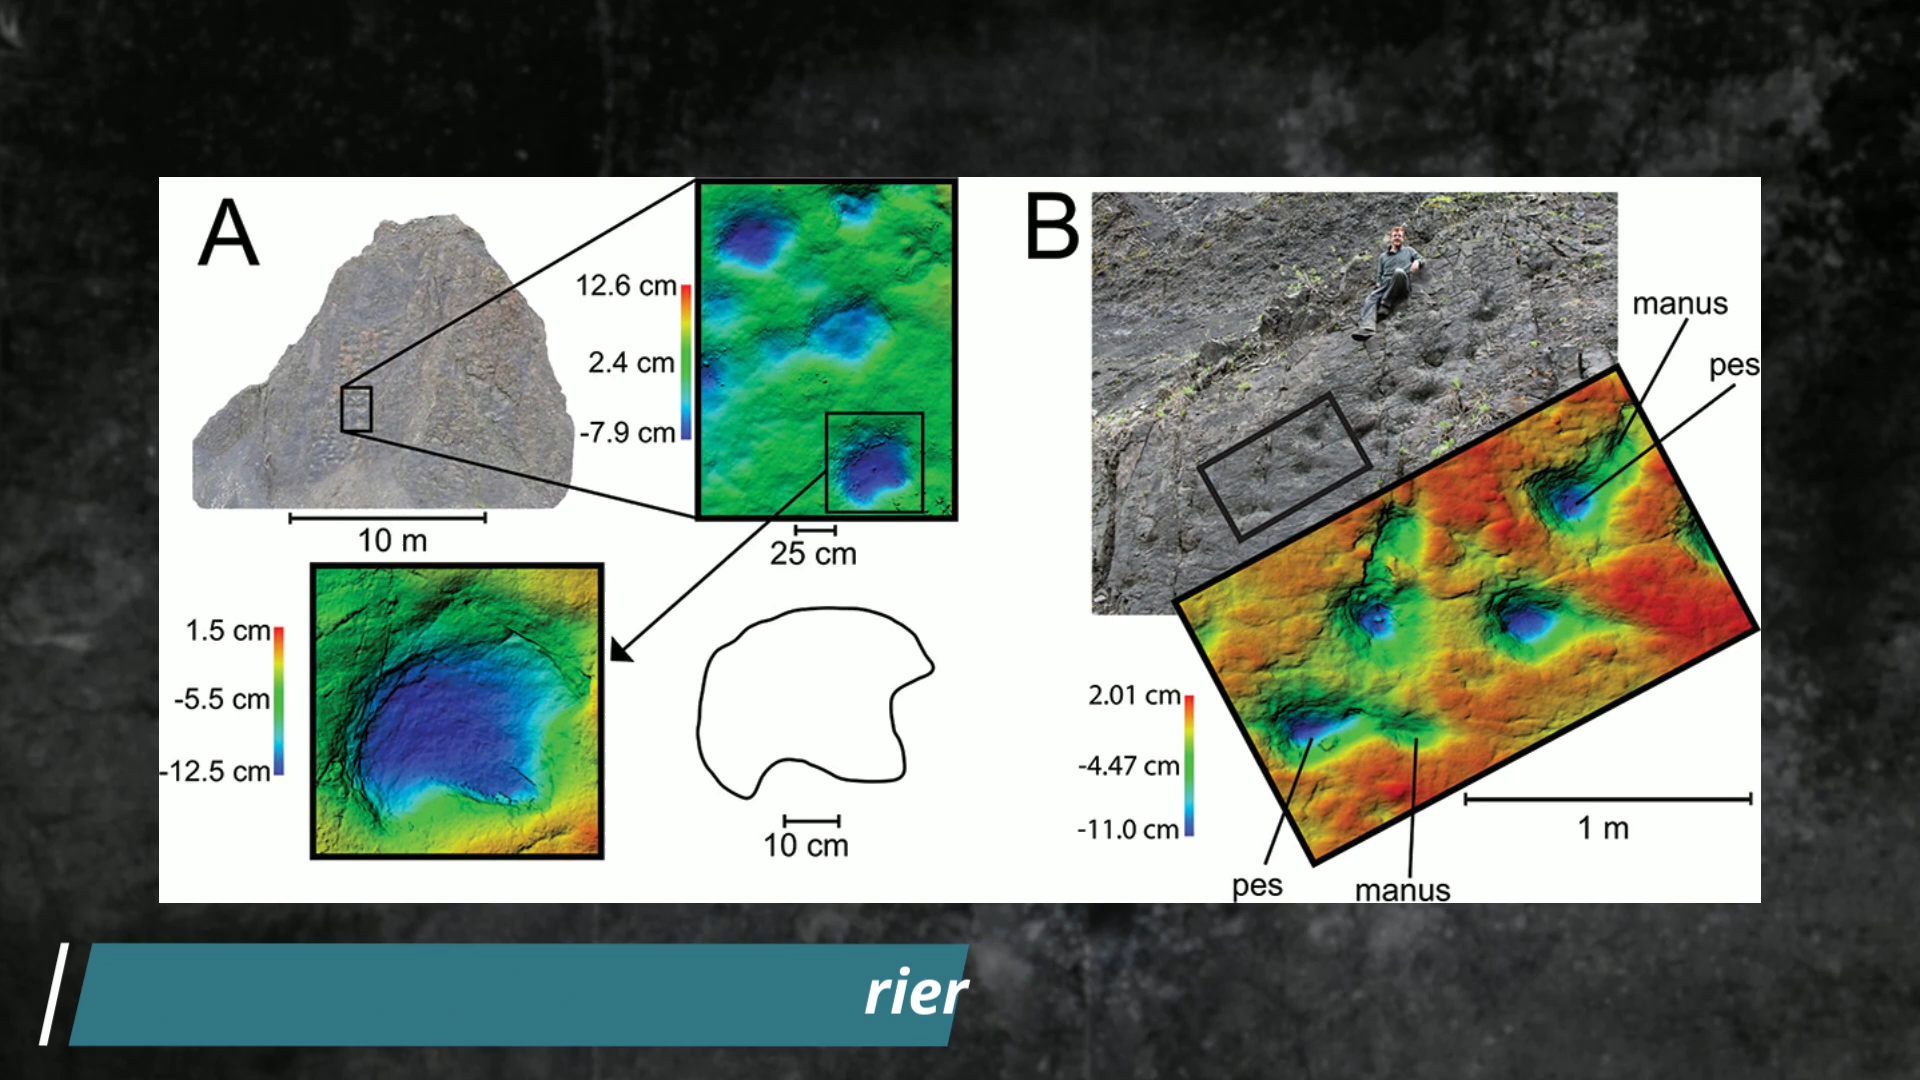 A
12.6 cm
2.4 cm
-7.9 cm
10 m
25 cm
1.5 cm
-5.5 cm
-12.5 cm
10 cm
B
manus
pes
2.01 cm
-4.47 cm
-11.0 cm
1 m
pes
manus
rier